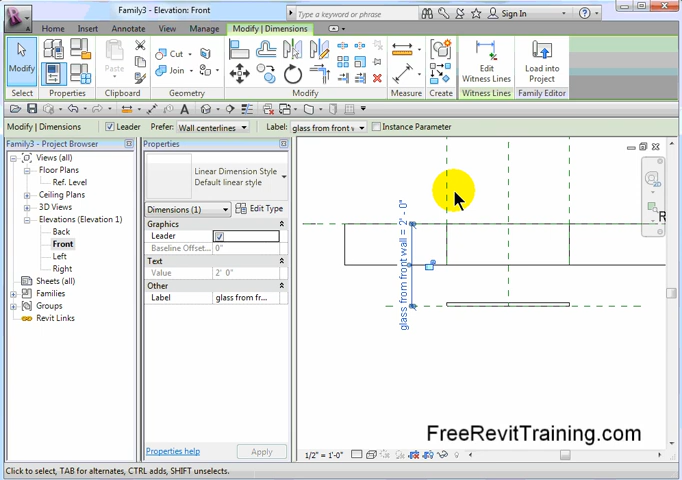 Family3 - Elevation: Front
Type a keyword or phrase
Sign In
Home
Insert
Annotate
View
Manage
Modify | Dimensions
Modify
Paste
Cut
Join
Edit
Witness Lines
Load into
Project
Select
Properties
Clipboard
Geometry
Modify
Measure
Create
Witness Lines
Family Editor
Modify | Dimensions
Leader
Prefer:
Wall centerlines
Label:
glass from front w
Instance Parameter
Family3 - Project Browser
Views (all)
Floor Plans
Ref. Level
Ceiling Plans
3D Views
Elevations (Elevation 1)
Back
Front
Left
Right
Sheets (all)
Families
Groups
Revit Links
Properties
Linear Dimension Style
Default linear style
Dimensions (1)
Edit Type
Graphics
Leader
Baseline Offset...
0"
Text
Value
2' 0"
Other
Label
glass from fr...
Properties help
Apply
glass from front wall = 2' - 0"
R
FreeRevitTraining.com
1/2" = 1'-0"
Click to select, TAB for alternates, CTRL adds, SHIFT unselects.